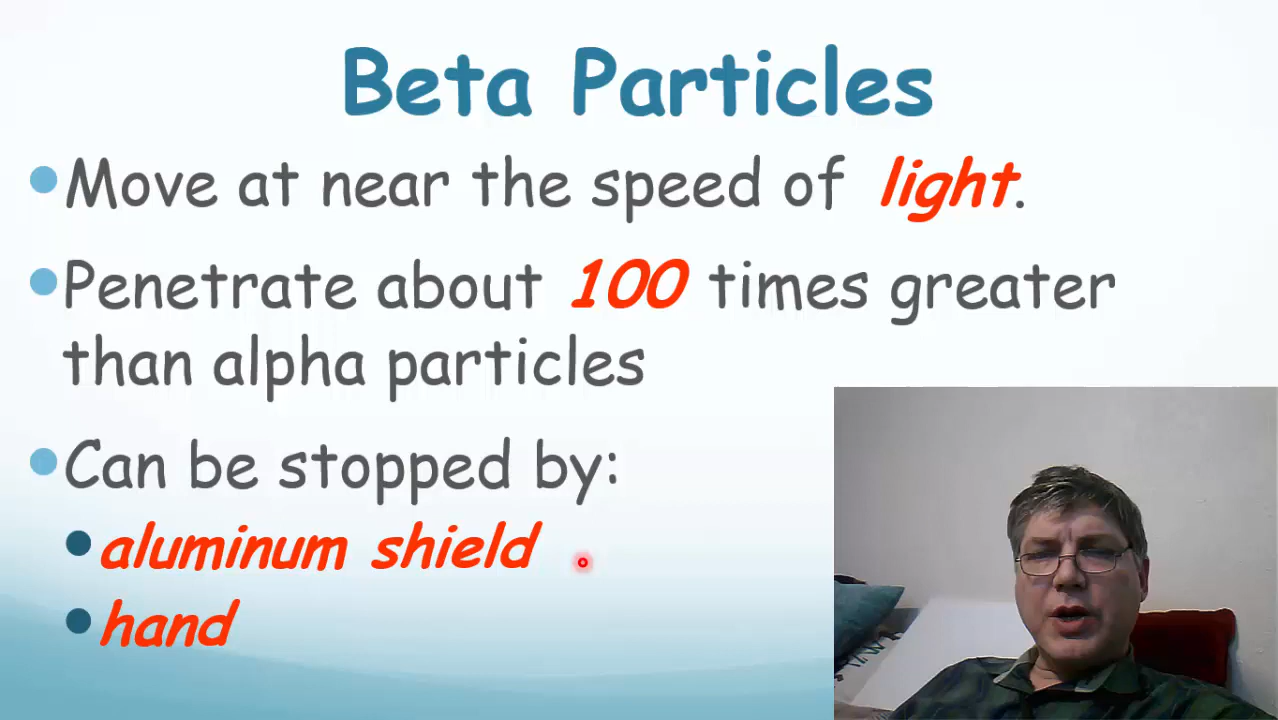 Beta Particles
Move at near the speed of light.
Penetrate about 100 times greater
than alpha particles
Can be stopped by:
aluminum shield
hand